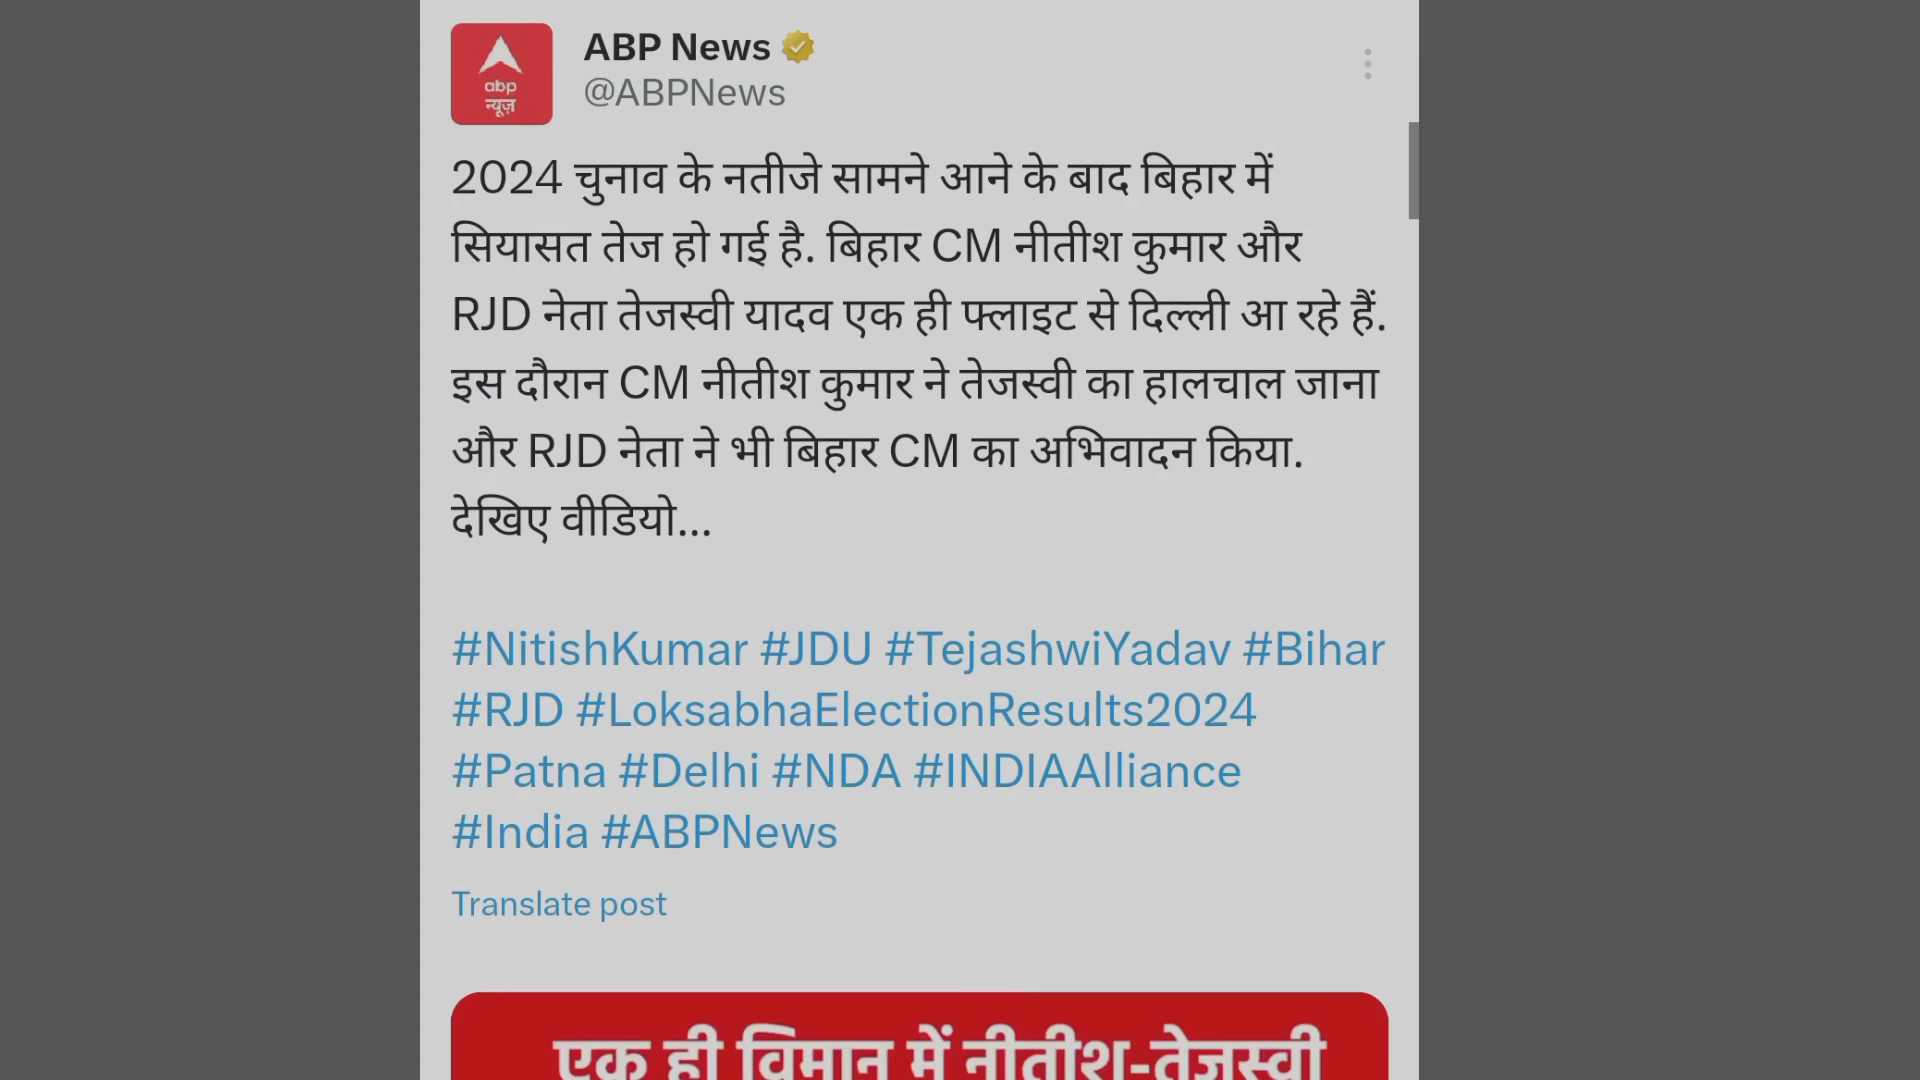 ABP News
@ABPNews
abp
न्यूज़
2024 चुनाव के नतीजे सामने आने के बाद बिहार में
सियासत तेज हो गई है. बिहार CM नीतीश कुमार और
RJD नेता तेजस्वी यादव एक ही फ्लाइट से दिल्ली आ रहे हैं.
इस दौरान CM नीतीश कुमार ने तेजस्वी का हालचाल जाना
और RJD नेता ने भी बिहार CM का अभिवादन किया.
देखिए वीडियो...
#NitishKumar #JDU #TejashwiYadav #Bihar
#RJD #LoksabhaElectionResults2024
#Patna #Delhi #NDA #INDIAAlliance
#India #ABPNews
Translate post
एक ही विमान में नीतीश-तेजस्वी